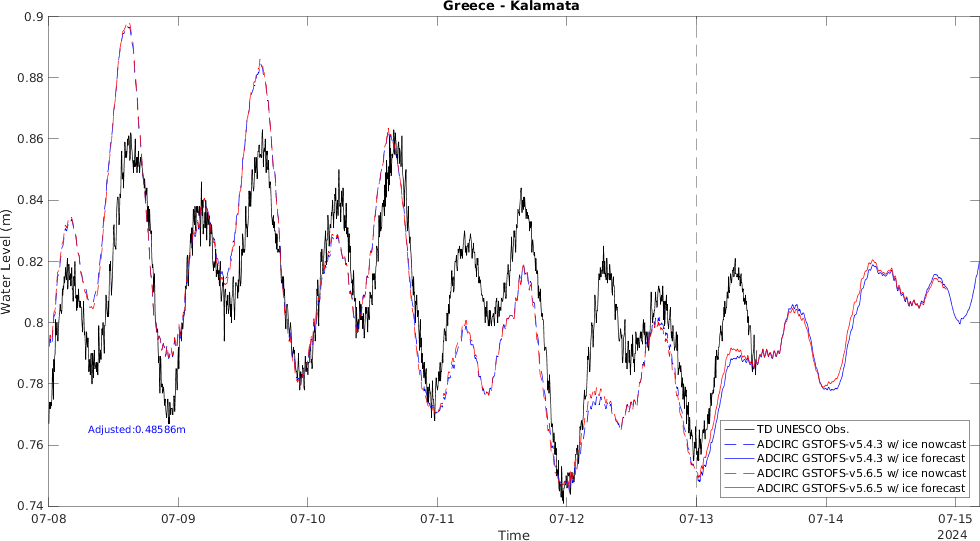 Greece - Kalamata
0.9
0.88
0.86
0.84
0.82
0.8
0.78
0.76
0.74
Water Level (m)
Adjusted:0.48586m
TD UNESCO Obs.
ADCIRC GSTOFS-v5.4.3 w/ ice nowcast
ADCIRC GSTOFS-v5.4.3 w/ ice forecast
ADCIRC GSTOFS-v5.6.5 w/ ice nowcast
ADCIRC GSTOFS-v5.6.5 w/ ice forecast
07-08 07-09 07-10 07-11 07-12 07-13 07-14 07-15
Time
2024